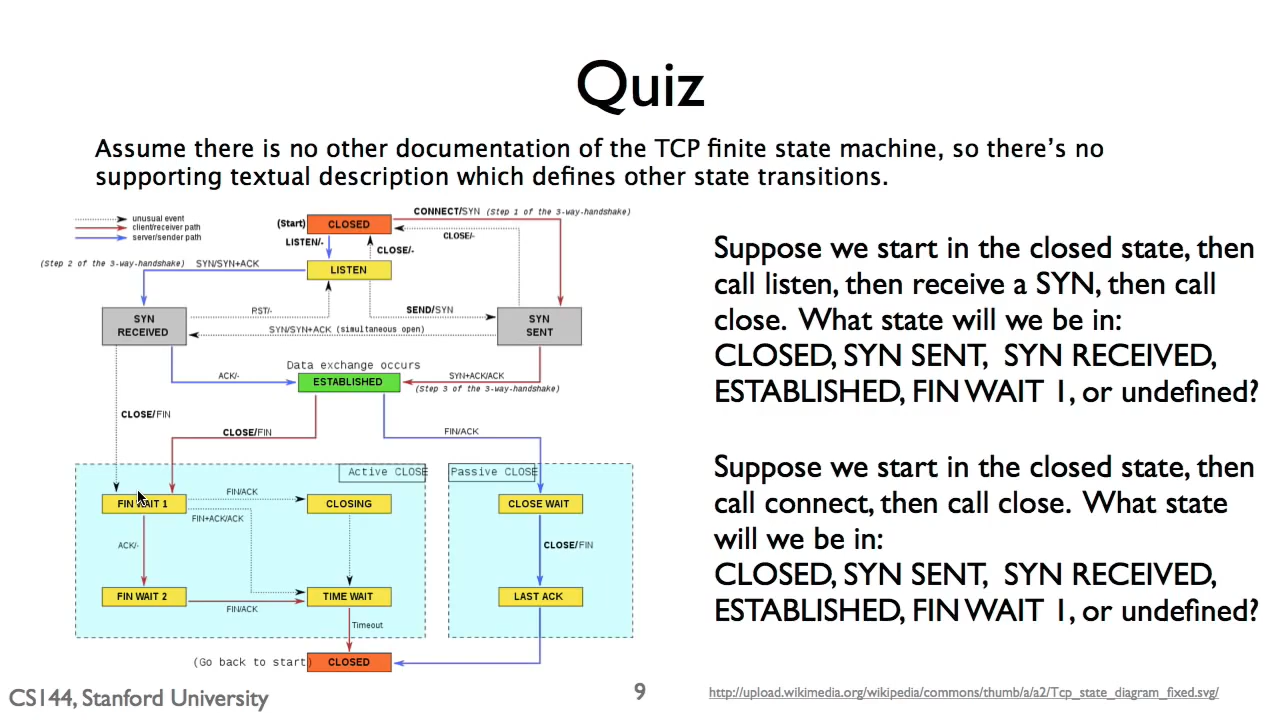 Quiz
Assume there is no other documentation of the TCP finite state machine, so there's no
supporting textual description which defines other state transitions.
unusual event
client/receiver path
server/sender path
(Start)
CLOSED
CONNECT/SYN (Step 1 of the 3-way-handshake)
LISTEN/-
CLOSE/-
CLOSE/-
(Step 2 of the 3-way-handshake)
SYN/SYN+ACK
LISTEN
RST/-
SEND/SYN
SYN
RECEIVED
SYN/SYN+ACK (simultaneous open)
SYN
SENT
Data exchange occurs
ACK/-
ESTABLISHED
SYN+ACK/ACK
(Step 3 of the 3-way-handshake)
CLOSE/FIN
CLOSE/FIN
FIN/ACK
Active CLOSE
Passive CLOSE
FIN WAIT 1
FIN/ACK
CLOSING
CLOSE WAIT
FIN+ACK/ACK
ACK/-
CLOSE/FIN
FIN WAIT 2
FIN/ACK
TIME WAIT
LAST ACK
Timeout
(Go back to start)
CLOSED
Suppose we start in the closed state, then
call listen, then receive a SYN, then call
close. What state will we be in:
CLOSED, SYN SENT, SYN RECEIVED,
ESTABLISHED, FIN WAIT 1, or undefined?
Suppose we start in the closed state, then
call connect, then call close. What state
will we be in:
CLOSED, SYN SENT, SYN RECEIVED,
ESTABLISHED, FIN WAIT 1, or undefined?
CS144, Stanford University
9
http://upload.wikimedia.org/wikipedia/commons/thumb/a/a2/Tcp_state_diagram_fixed.svg/